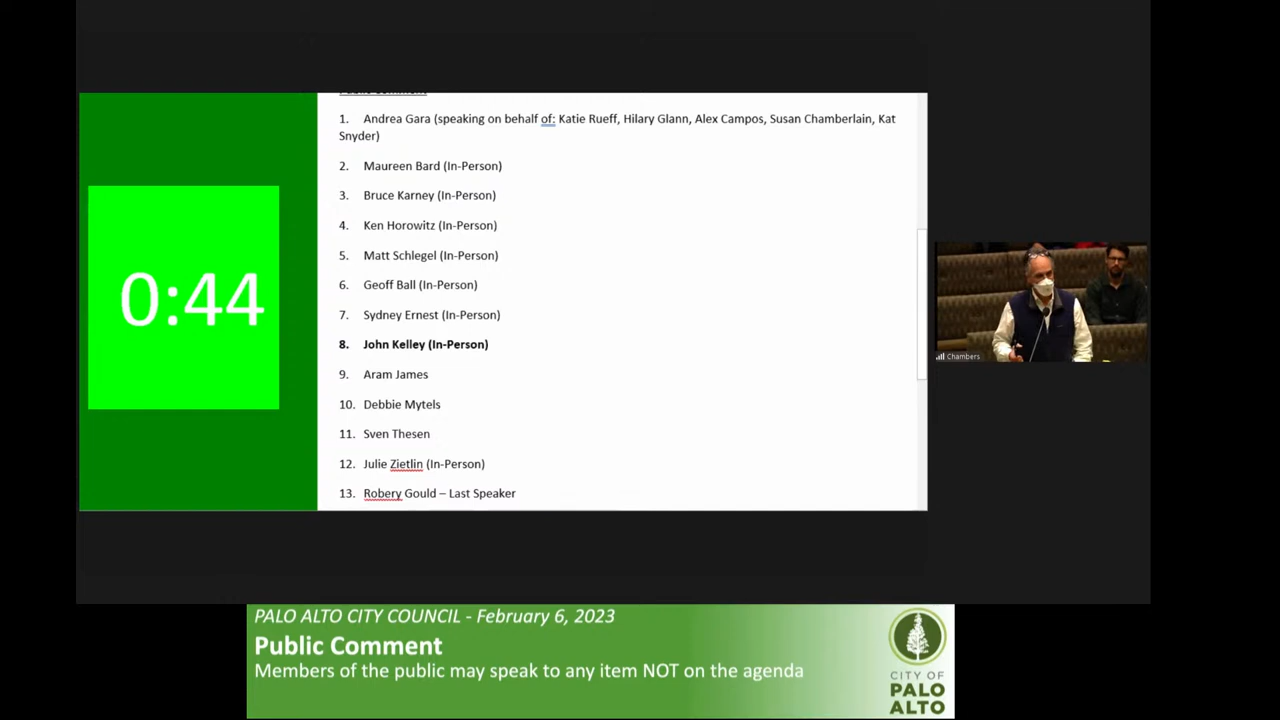 0:44
1. Andrea Gara (speaking on behalf of: Katie Rueff, Hilary Glann, Alex Campos, Susan Chamberlain, Kat
Snyder)
2. Maureen Bard (In-Person)
3. Bruce Karney (In-Person)
4. Ken Horowitz (In-Person)
5. Matt Schlegel (In-Person)
6. Geoff Ball (In-Person)
7. Sydney Ernest (In-Person)
8. John Kelley (In-Person)
9. Aram James
10. Debbie Mytels
11. Sven Thesen
12. Julie Zietlin (In-Person)
13. Robery Gould – Last Speaker
Chambers
PALO ALTO CITY COUNCIL - February 6, 2023
Public Comment
Members of the public may speak to any item NOT on the agenda
CITY OF
PALO
ALTO